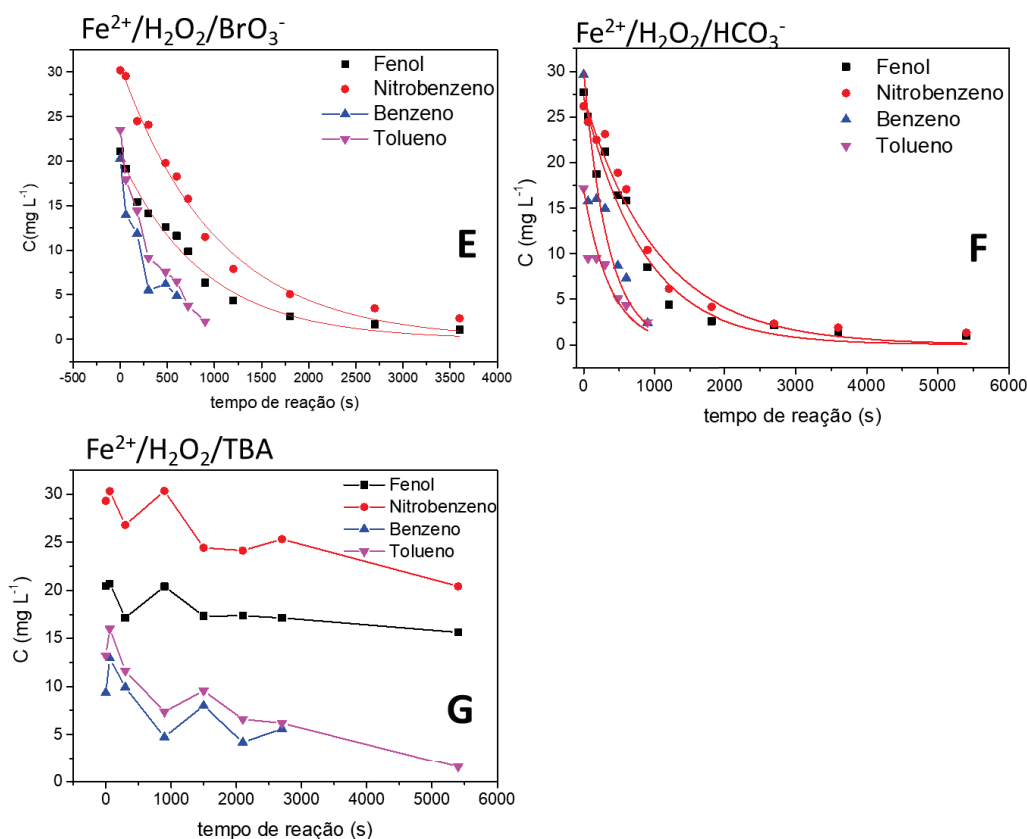 Fe²⁺/H₂O₂/BrO₃⁻
30
25
20
15
10
5
0
C(mg L⁻¹)
Fenol
Nitrobenzeno
Benzeno
Tolueno
E
-500 0 500 1000 1500 2000 2500 3000 3500 4000
tempo de reação (s)
Fe²⁺/H₂O₂/HCO₃⁻
30
25
20
15
10
5
0
C (mg L⁻¹)
Fenol
Nitrobenzeno
Benzeno
Tolueno
F
0 1000 2000 3000 4000 5000 6000
tempo de reação (s)
Fe²⁺/H₂O₂/TBA
30
25
20
15
10
5
0
C (mg L⁻¹)
Fenol
Nitrobenzeno
Benzeno
Tolueno
G
0 1000 2000 3000 4000 5000 6000
tempo de reação (s)